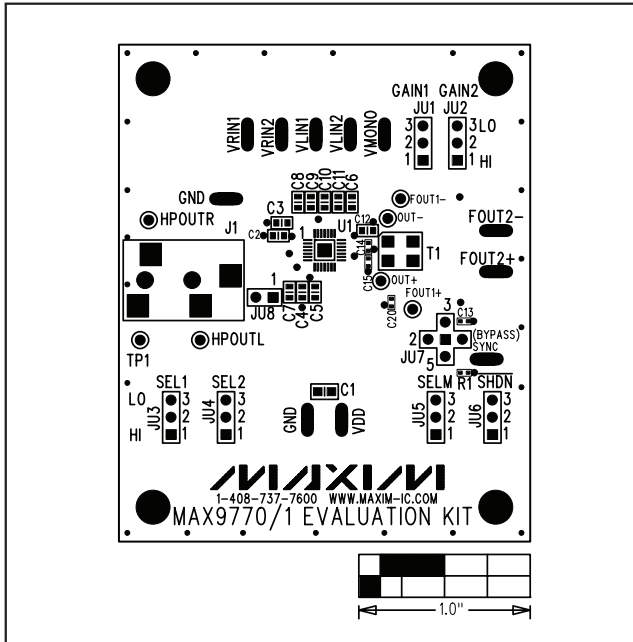 GAIN1 GAIN2
JU1 JU2
3 3 LO
2 2
1 1 HI
VRIN1 VRIN2 VLIN1 VLIN2 VMONO
GND
HPOUTR
J1
C8 C9 C10 C11 C6
C3
C2
1
U1
C12
C14
C15
FOUT1-
OUT-
T1
FOUT2-
FOUT2+
OUT+
FOUT1+
C20
1
JU8
C7 C4 C5
TP1
HPOUTL
3
C13
2
(BYPASS)
SYNC
JU7
5
R1
SEL1 SEL2
LO 3 3
JU3 2 JU4 2
HI 1 1
C1
GND VDD
SELM SHDN
3 3
JU5 2 JU6 2
1 1
MAXIM
1-408-737-7600 WWW.MAXIM-IC.COM
MAX9770/1 EVALUATION KIT
1.0"